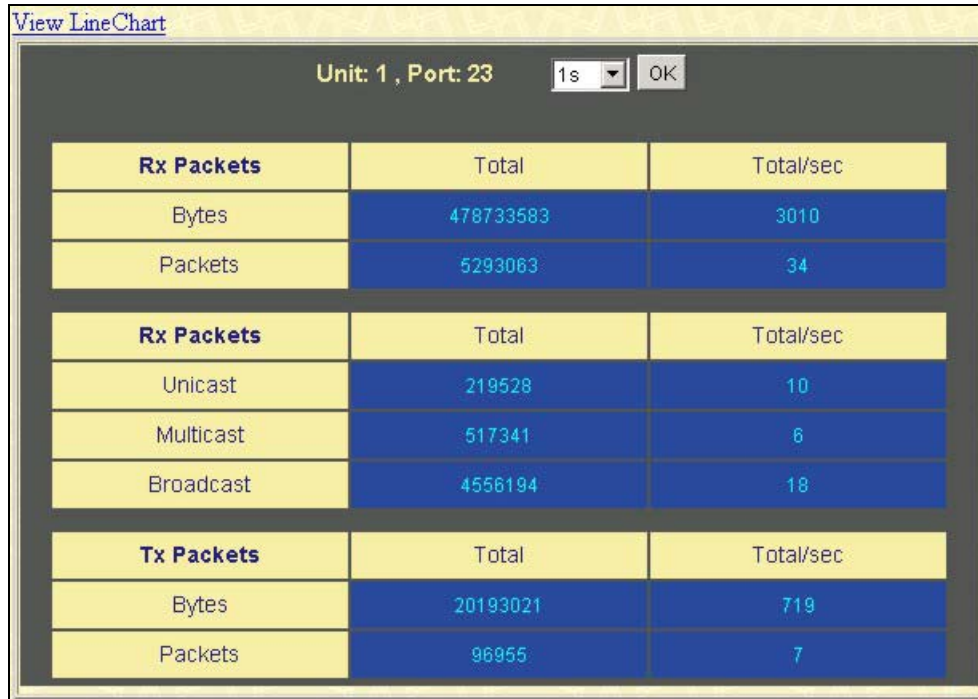 View LineChart
Unit: 1 , Port: 23 1s OK
Rx Packets Total Total/sec
Bytes 478733583 3010
Packets 5293063 34
Rx Packets Total Total/sec
Unicast 219528 10
Multicast 517341 6
Broadcast 4556194 18
Tx Packets Total Total/sec
Bytes 20193021 719
Packets 96955 7